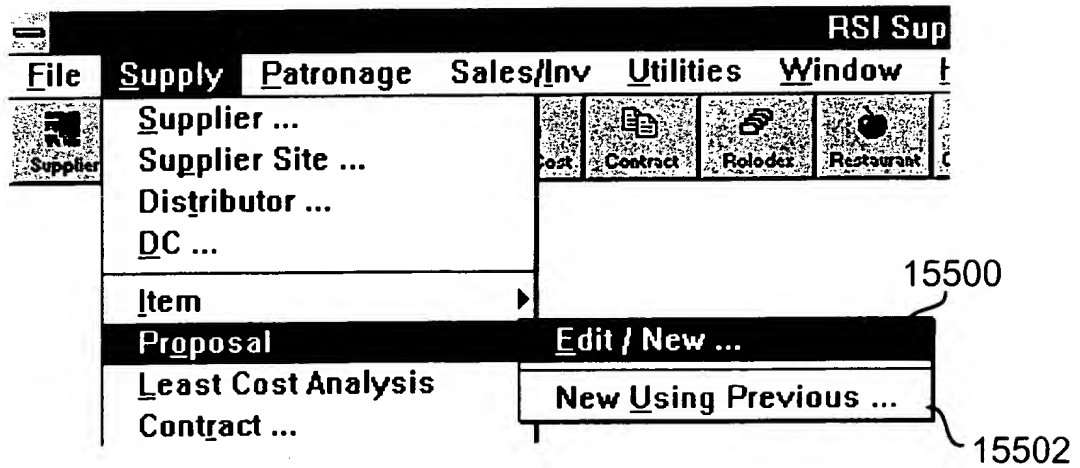 RSI Sup
File Supply Patronage Sales/Inv Utilities Window
Supplier Cost Contract Rolodex Restaurant
Supplier ...
Supplier Site ...
Distributor ...
DC ...
Item
Proposal
Least Cost Analysis
Contract ...
15500
Edit / New ...
New Using Previous ...
15502